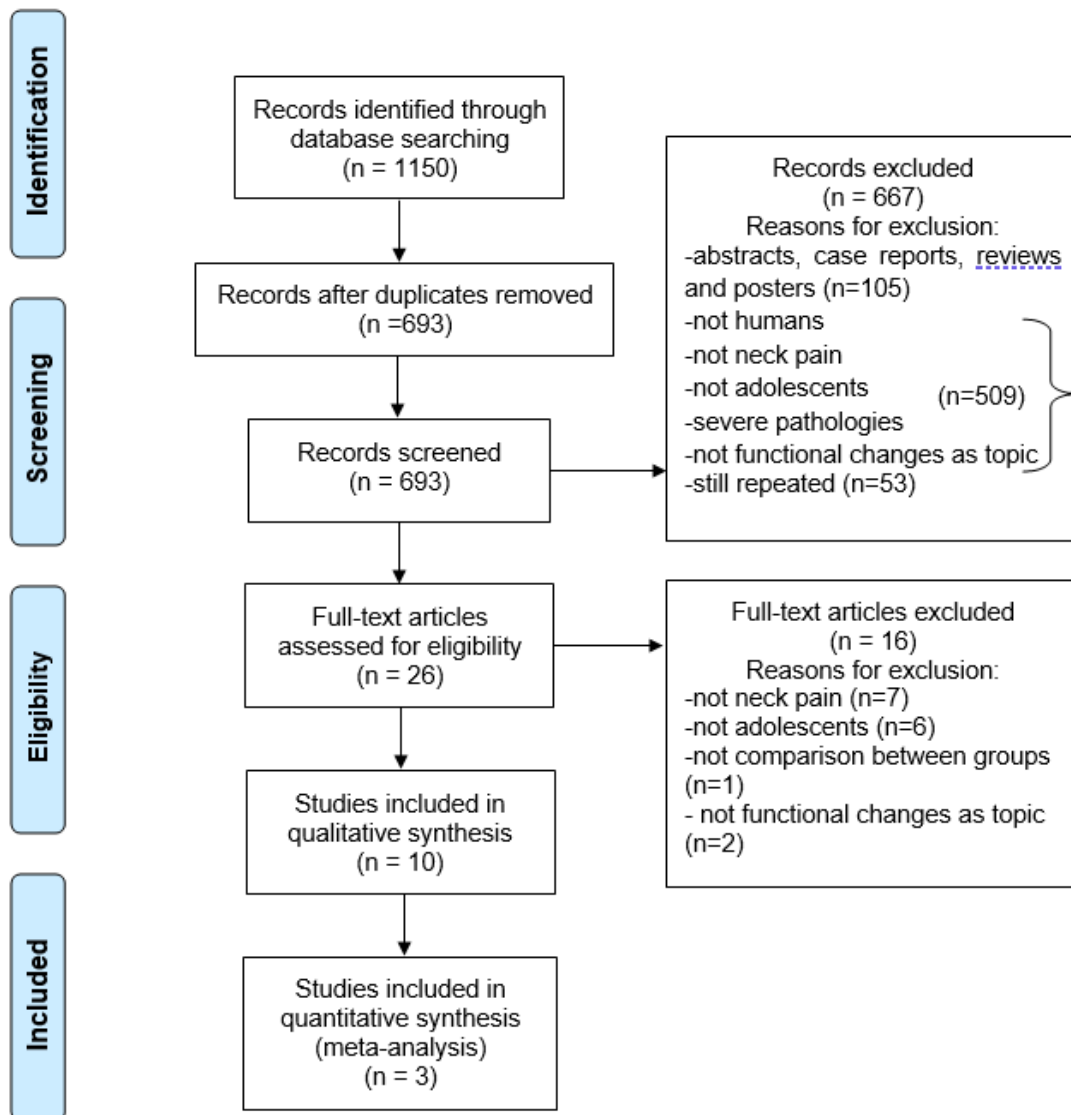 Identification
Records identified through
database searching
(n = 1150)
Records after duplicates removed
(n =693)
Screening
Records screened
(n = 693)
Records excluded
(n = 667)
Reasons for exclusion:
-abstracts, case reports, reviews
and posters (n=105)
-not humans
-not neck pain
-not adolescents
(n=509)
-severe pathologies
-not functional changes as topic
-still repeated (n=53)
Eligibility
Full-text articles
assessed for eligibility
(n = 26)
Full-text articles excluded
(n = 16)
Reasons for exclusion:
-not neck pain (n=7)
-not adolescents (n=6)
-not comparison between groups
(n=1)
- not functional changes as topic
(n=2)
Studies included in
qualitative synthesis
(n = 10)
Included
Studies included in
quantitative synthesis
(meta-analysis)
(n = 3)